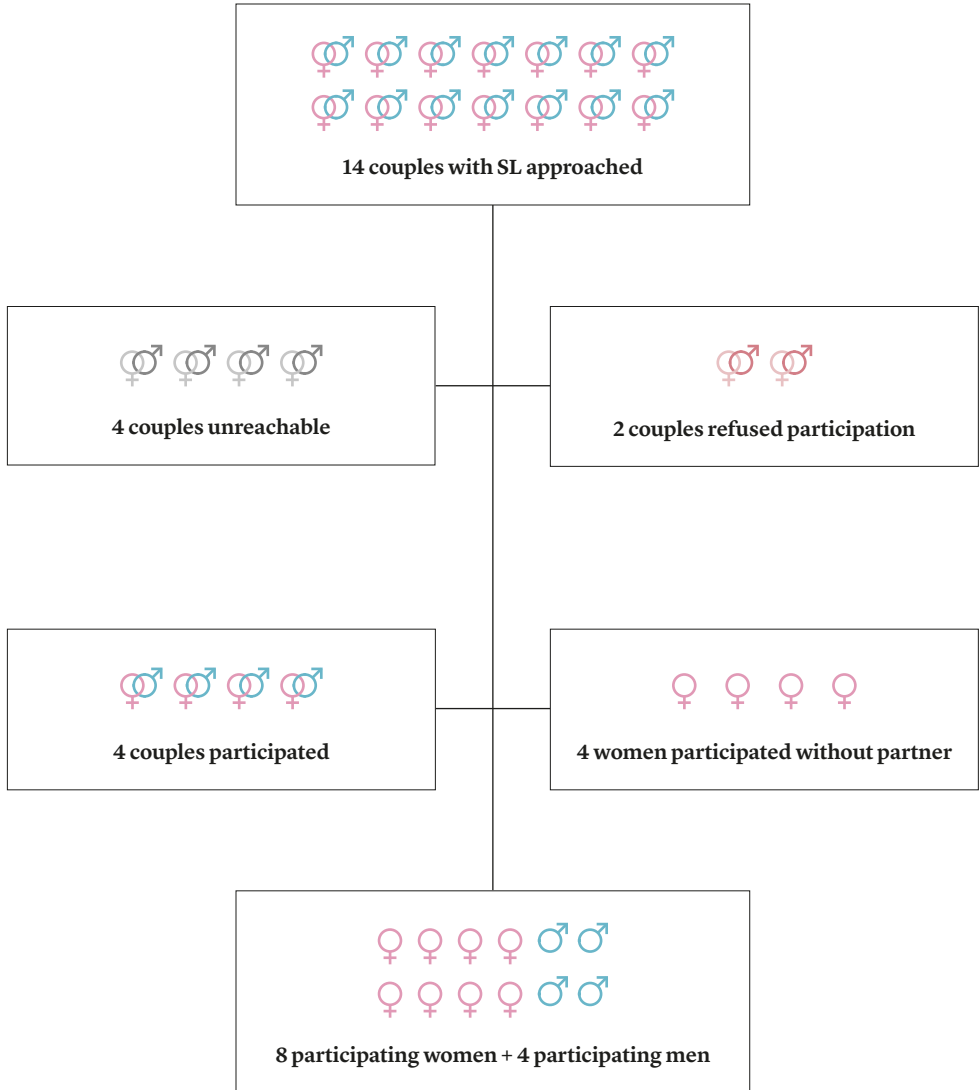 14 couples with SL approached
4 couples unreachable
2 couples refused participation
4 couples participated
4 women participated without partner
8 participating women + 4 participating men